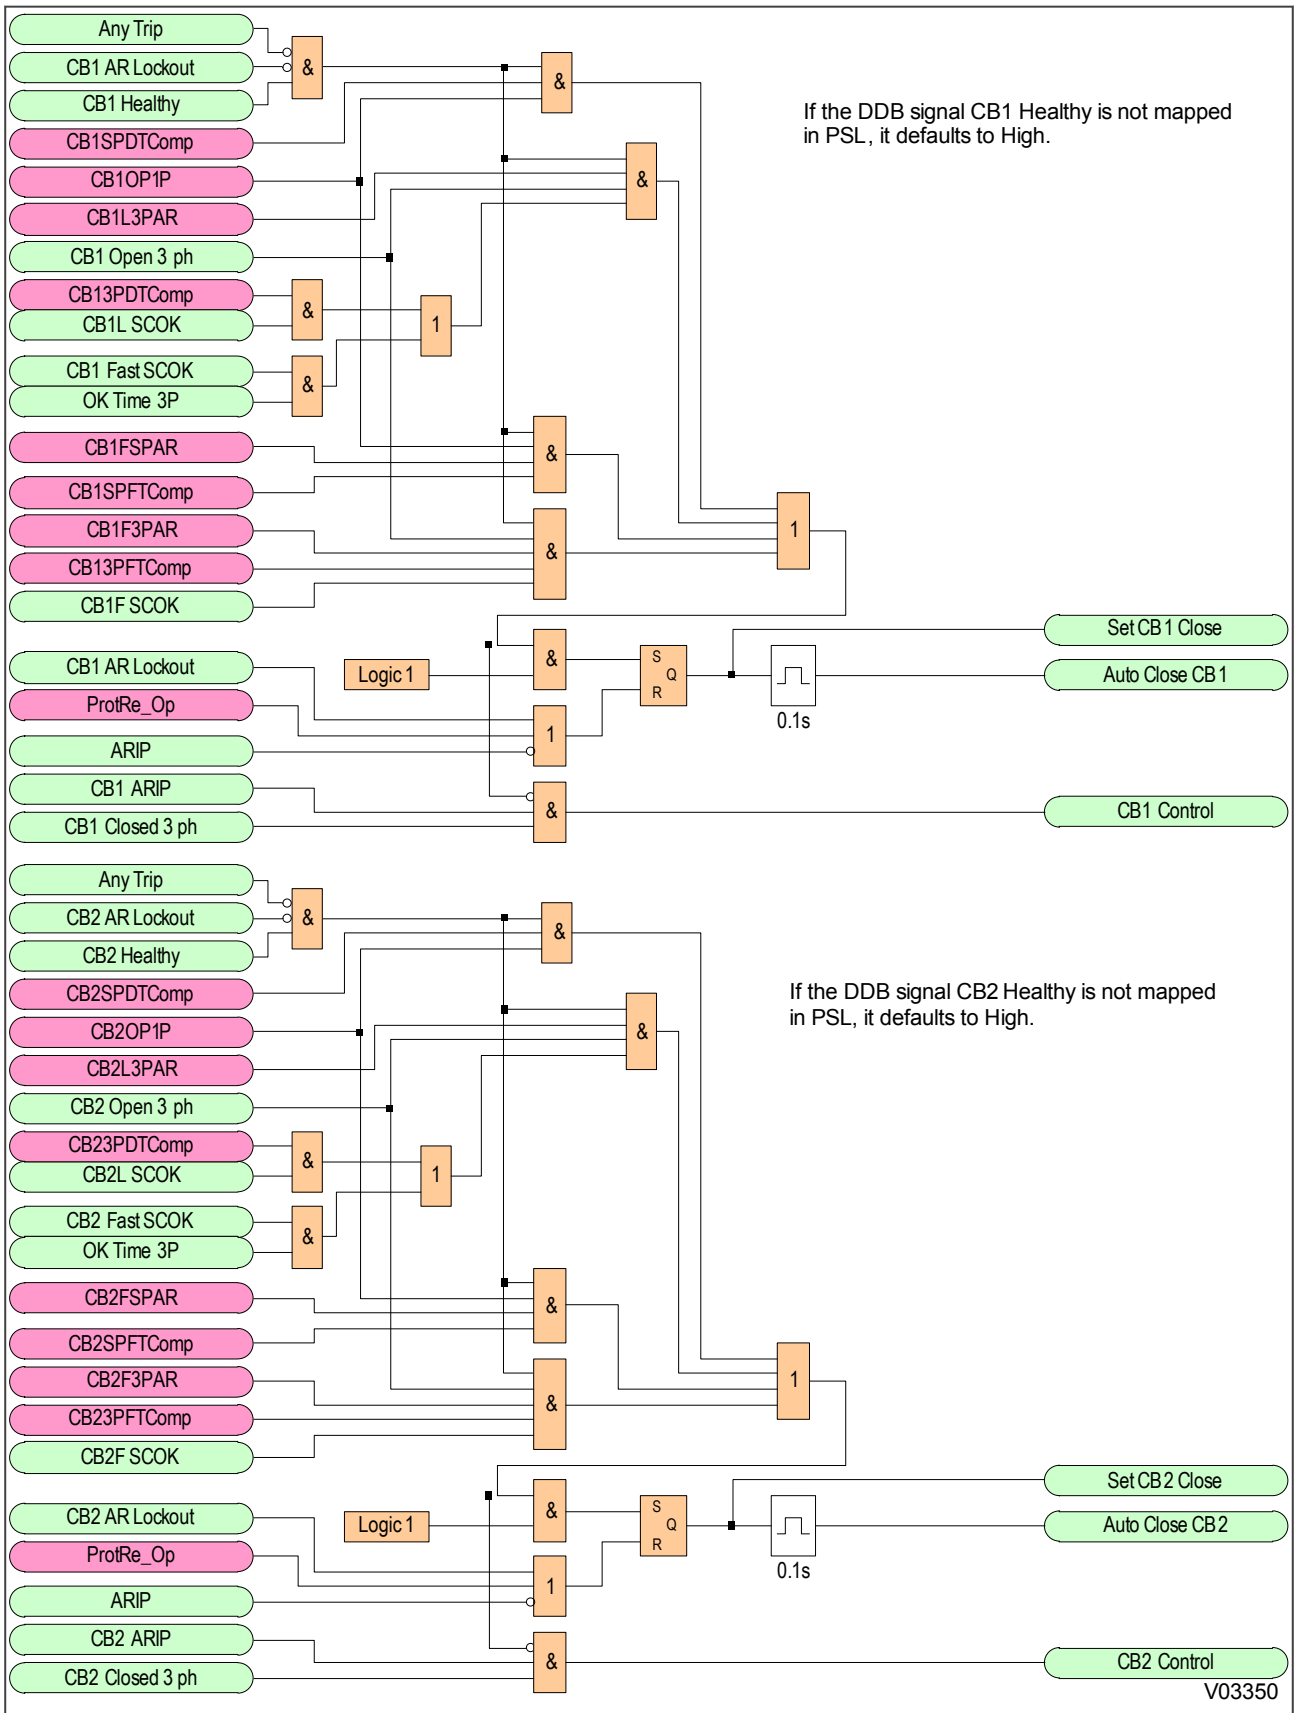 Any Trip
CB1 AR Lockout
&
CB1 Healthy
&
If the DDB signal CB1 Healthy is not mapped
in PSL, it defaults to High.
CB1SPDTComp
CB1OP1P
&
CB1L3PAR
CB1 Open 3 ph
CB13PDTComp
&
CB1L SCOK
1
CB1 Fast SCOK
&
OK Time 3P
CB1FSPAR
&
CB1SPFTComp
CB1F3PAR
1
&
CB13PFTComp
CB1F SCOK
Set CB1 Close
CB1 AR Lockout
Logic 1
&
S
Q
R
Auto Close CB1
ProtRe_Op
0.1s
1
ARIP
CB1 ARIP
&
CB1 Control
CB1 Closed 3 ph
Any Trip
CB2 AR Lockout
&
CB2 Healthy
&
If the DDB signal CB2 Healthy is not mapped
in PSL, it defaults to High.
CB2SPDTComp
CB2OP1P
&
CB2L3PAR
CB2 Open 3 ph
CB23PDTComp
&
CB2L SCOK
1
CB2 Fast SCOK
&
OK Time 3P
CB2FSPAR
&
CB2SPFTComp
CB2F3PAR
1
&
CB23PFTComp
CB2F SCOK
Set CB2 Close
CB2 AR Lockout
Logic 1
&
S
Q
R
Auto Close CB2
ProtRe_Op
0.1s
1
ARIP
CB2 ARIP
&
CB2 Control
CB2 Closed 3 ph
V03350